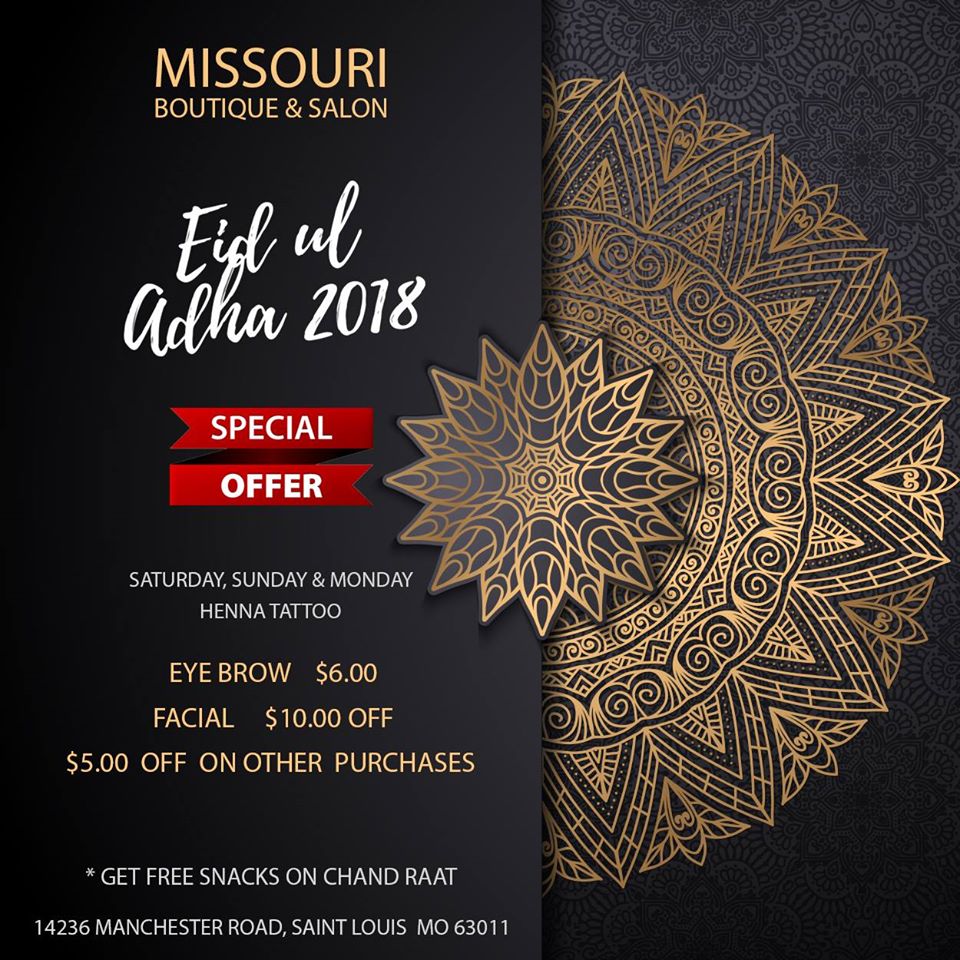 MISSOURI
BOUTIQUE & SALON
Eid ul
Adha 2018
SPECIAL
OFFER
SATURDAY, SUNDAY & MONDAY
HENNA TATTOO
EYE BROW $6.00
FACIAL $10.00 OFF
$5.00 OFF ON OTHER PURCHASES
* GET FREE SNACKS ON CHAND RAAT
14236 MANCHESTER ROAD, SAINT LOUIS MO 63011